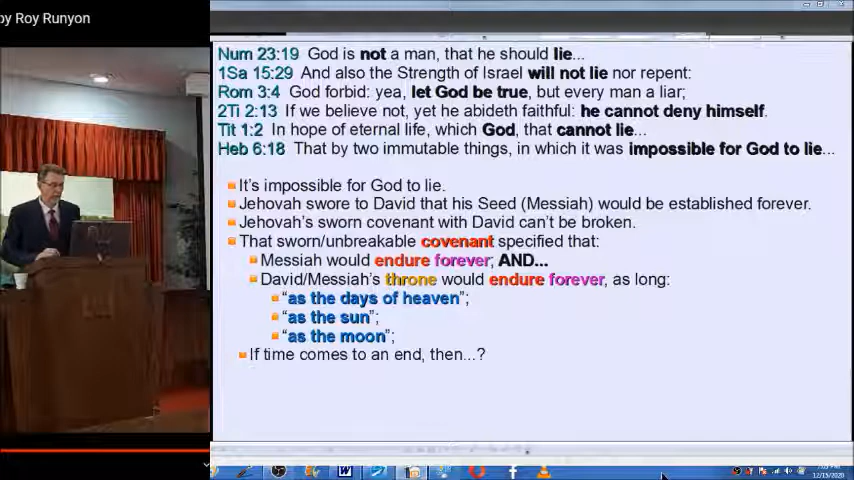 by Roy Runyon
Num 23:19 God is not a man, that he should lie...
1Sa 15:29 And also the Strength of Israel will not lie nor repent:
Rom 3:4 God forbid: yea, let God be true, but every man a liar;
2Ti 2:13 If we believe not, yet he abideth faithful: he cannot deny himself.
Tit 1:2 In hope of eternal life, which God, that cannot lie...
Heb 6:18 That by two immutable things, in which it was impossible for God to lie...
It's impossible for God to lie.
Jehovah swore to David that his Seed (Messiah) would be established forever.
Jehovah's sworn covenant with David can't be broken.
That sworn/unbreakable covenant specified that:
Messiah would endure forever; AND...
David/Messiah's throne would endure forever, as long:
"as the days of heaven";
"as the sun";
"as the moon";
If time comes to an end, then...?
12/15/2020